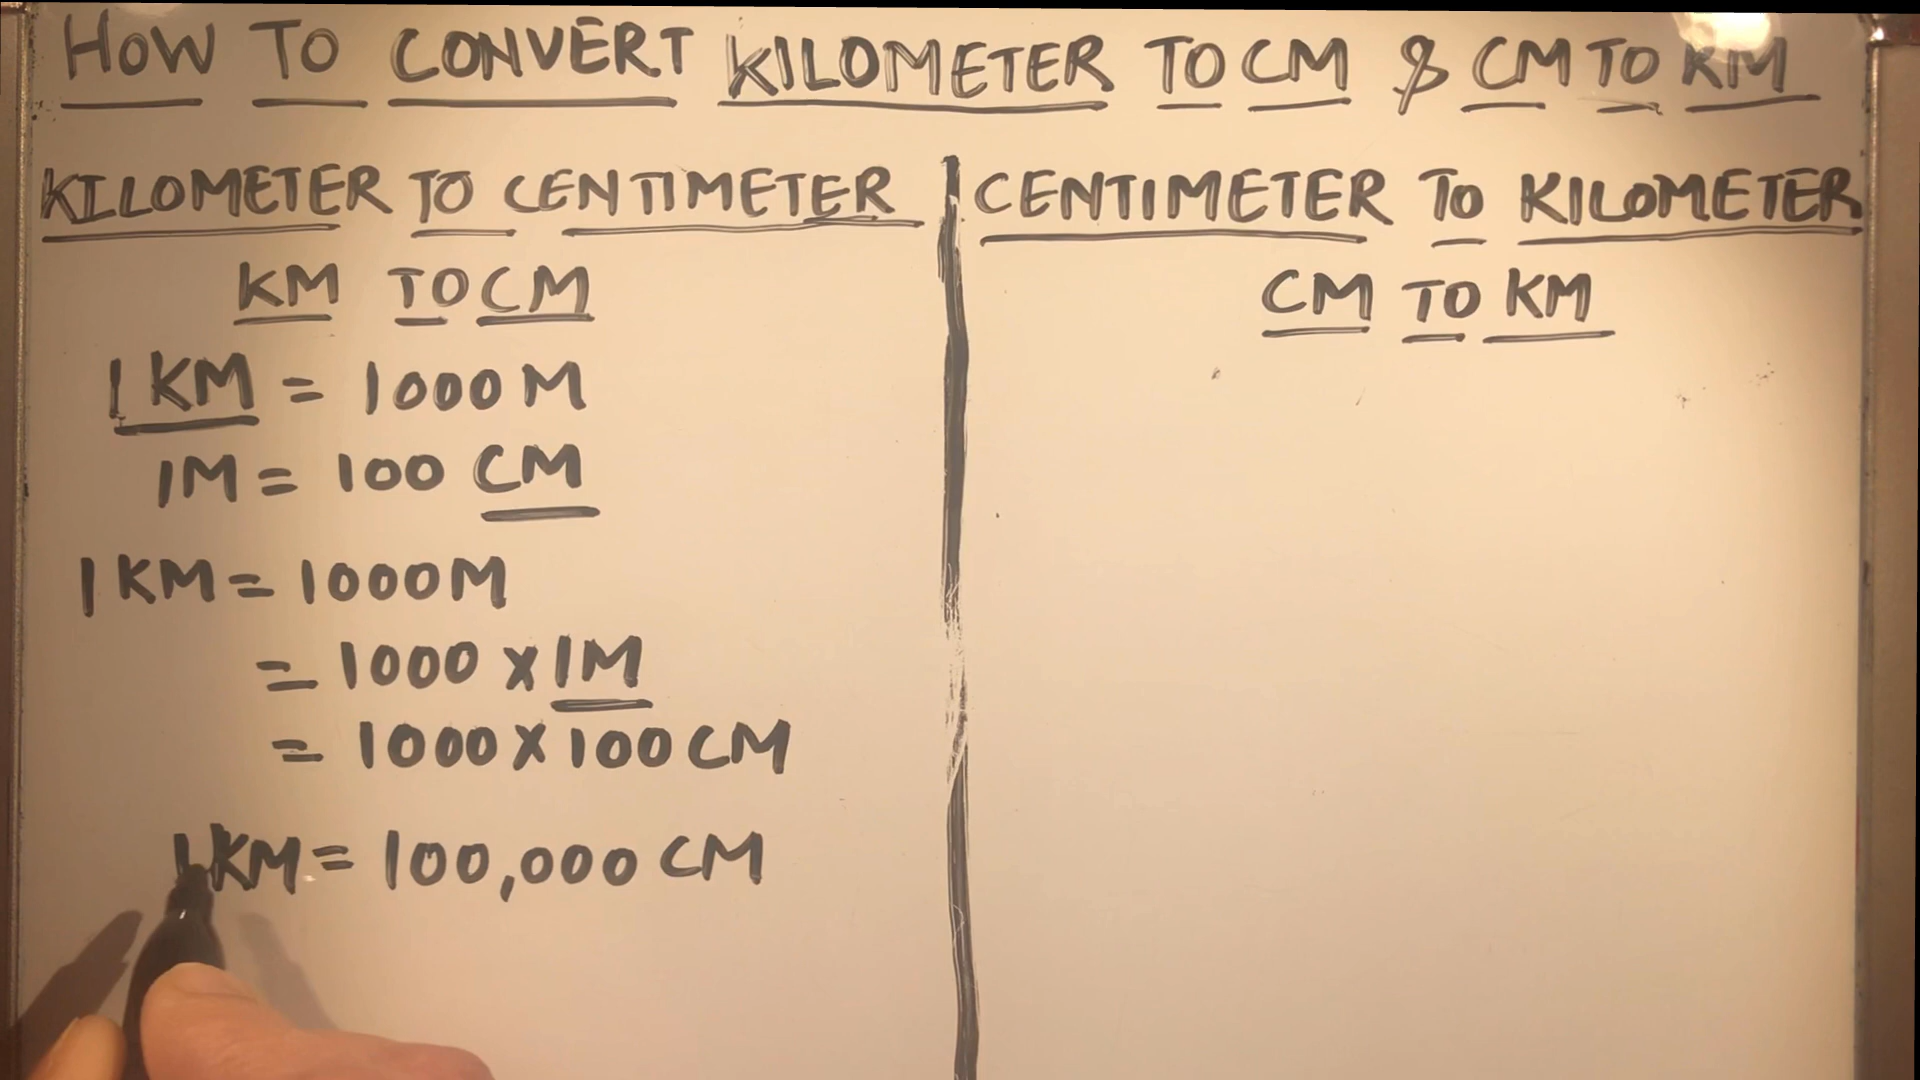 HOW TO CONVERT KILOMETER TO CM & CM TO KM
KILOMETER TO CENTIMETER
KM TO CM
1 KM = 1000 M
1M = 100 CM
1 KM = 1000M
= 1000 X 1M
= 1000 X 100 CM
1 KM = 100,000 CM
CENTIMETER TO KILOMETER
CM TO KM